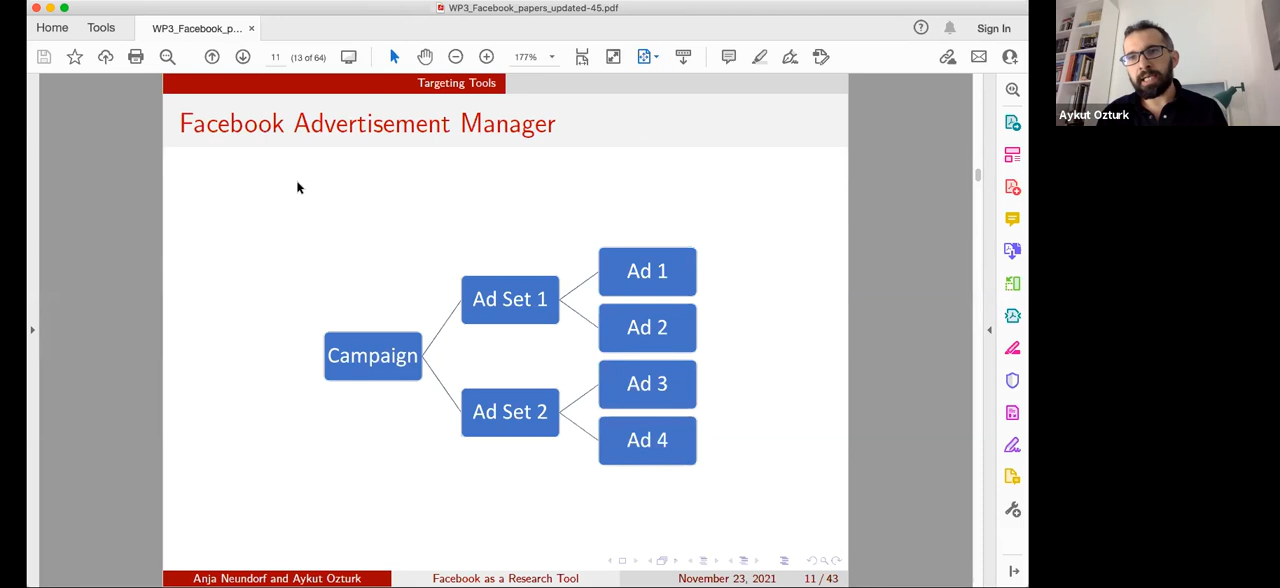 WP3_Facebook_papers_updated-45.pdf
Home Tools WP3_Facebook_p... × Sign In
11 (13 of 64) 177%
Targeting Tools
Facebook Advertisement Manager
Ad 1
Ad Set 1
Ad 2
Campaign
Ad 3
Ad Set 2
Ad 4
Anja Neundorf and Aykut Ozturk Facebook as a Research Tool November 23, 2021 11 / 43
Aykut Ozturk